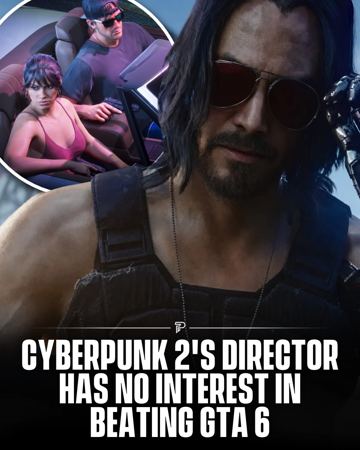 CYBERPUNK 2'S DIRECTOR
HAS NO INTEREST IN
BEATING GTA 6